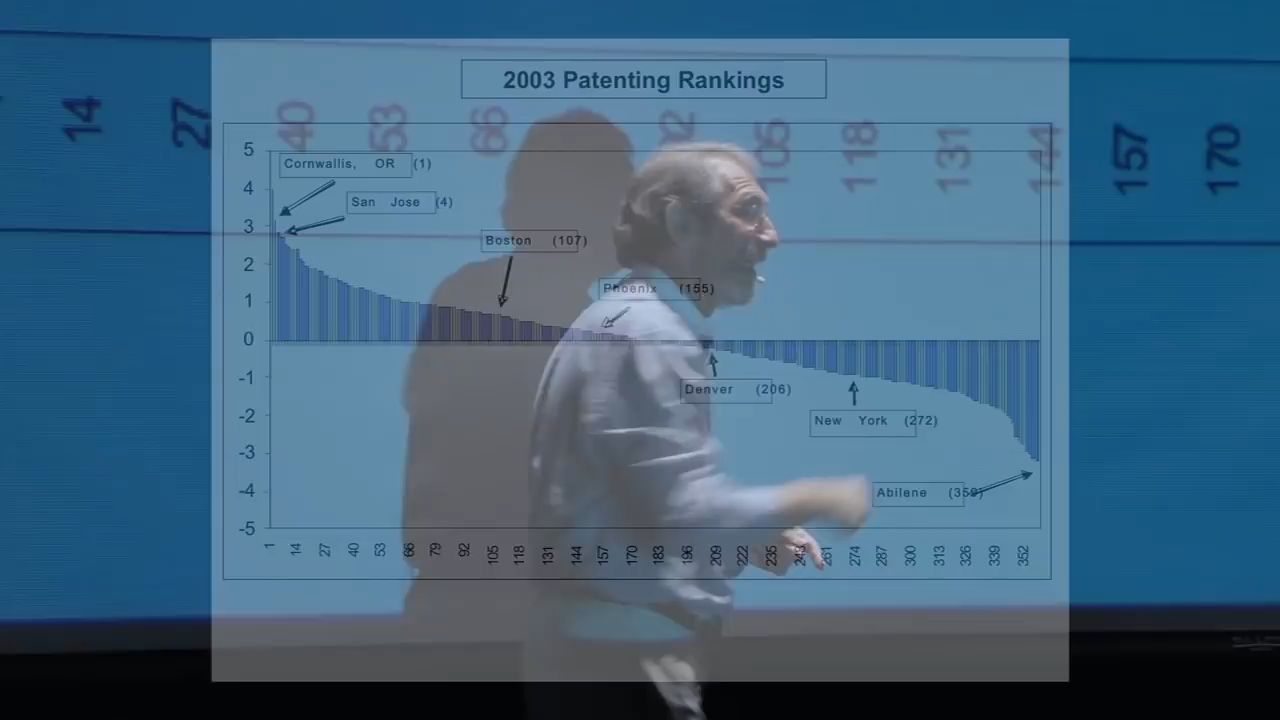 2003 Patenting Rankings
14 27 40 53 66 105 118 131 144 157 170
5
Cornwallis, OR (1)
4
San Jose (4)
3
Boston (107)
2
Phoenix (155)
1
0
-1
Denver (206)
-2
New York (272)
-3
-4
Abilene
-5
1 14 27 40 53 66 79 92 105 118 131 144 157 170 183 196 209 222 235 261 274 287 300 313 326 339 352